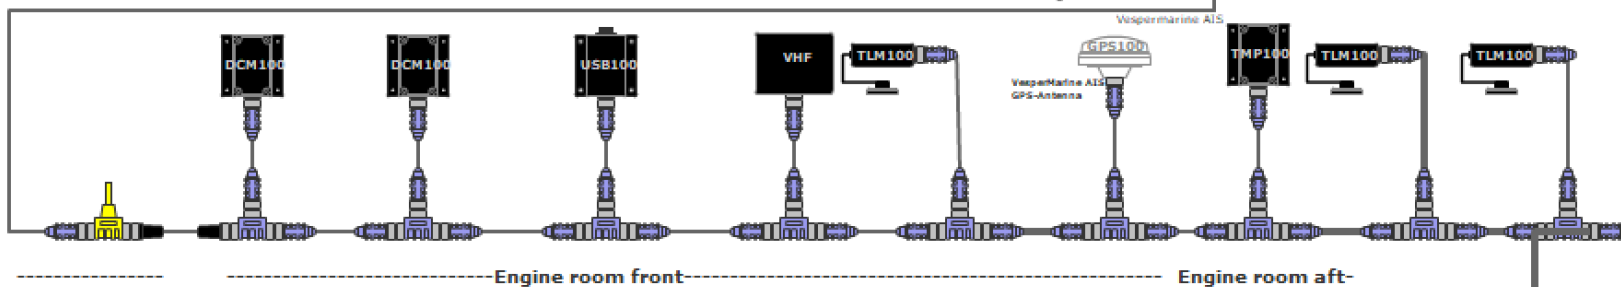 Vespermarine AIS
DCM100
DCM100
USB100
VHF
TLM100
GPS100
VesperMarine AIS
GPS-Antenna
TMP100
TLM100
TLM100
Engine room front
Engine room aft-